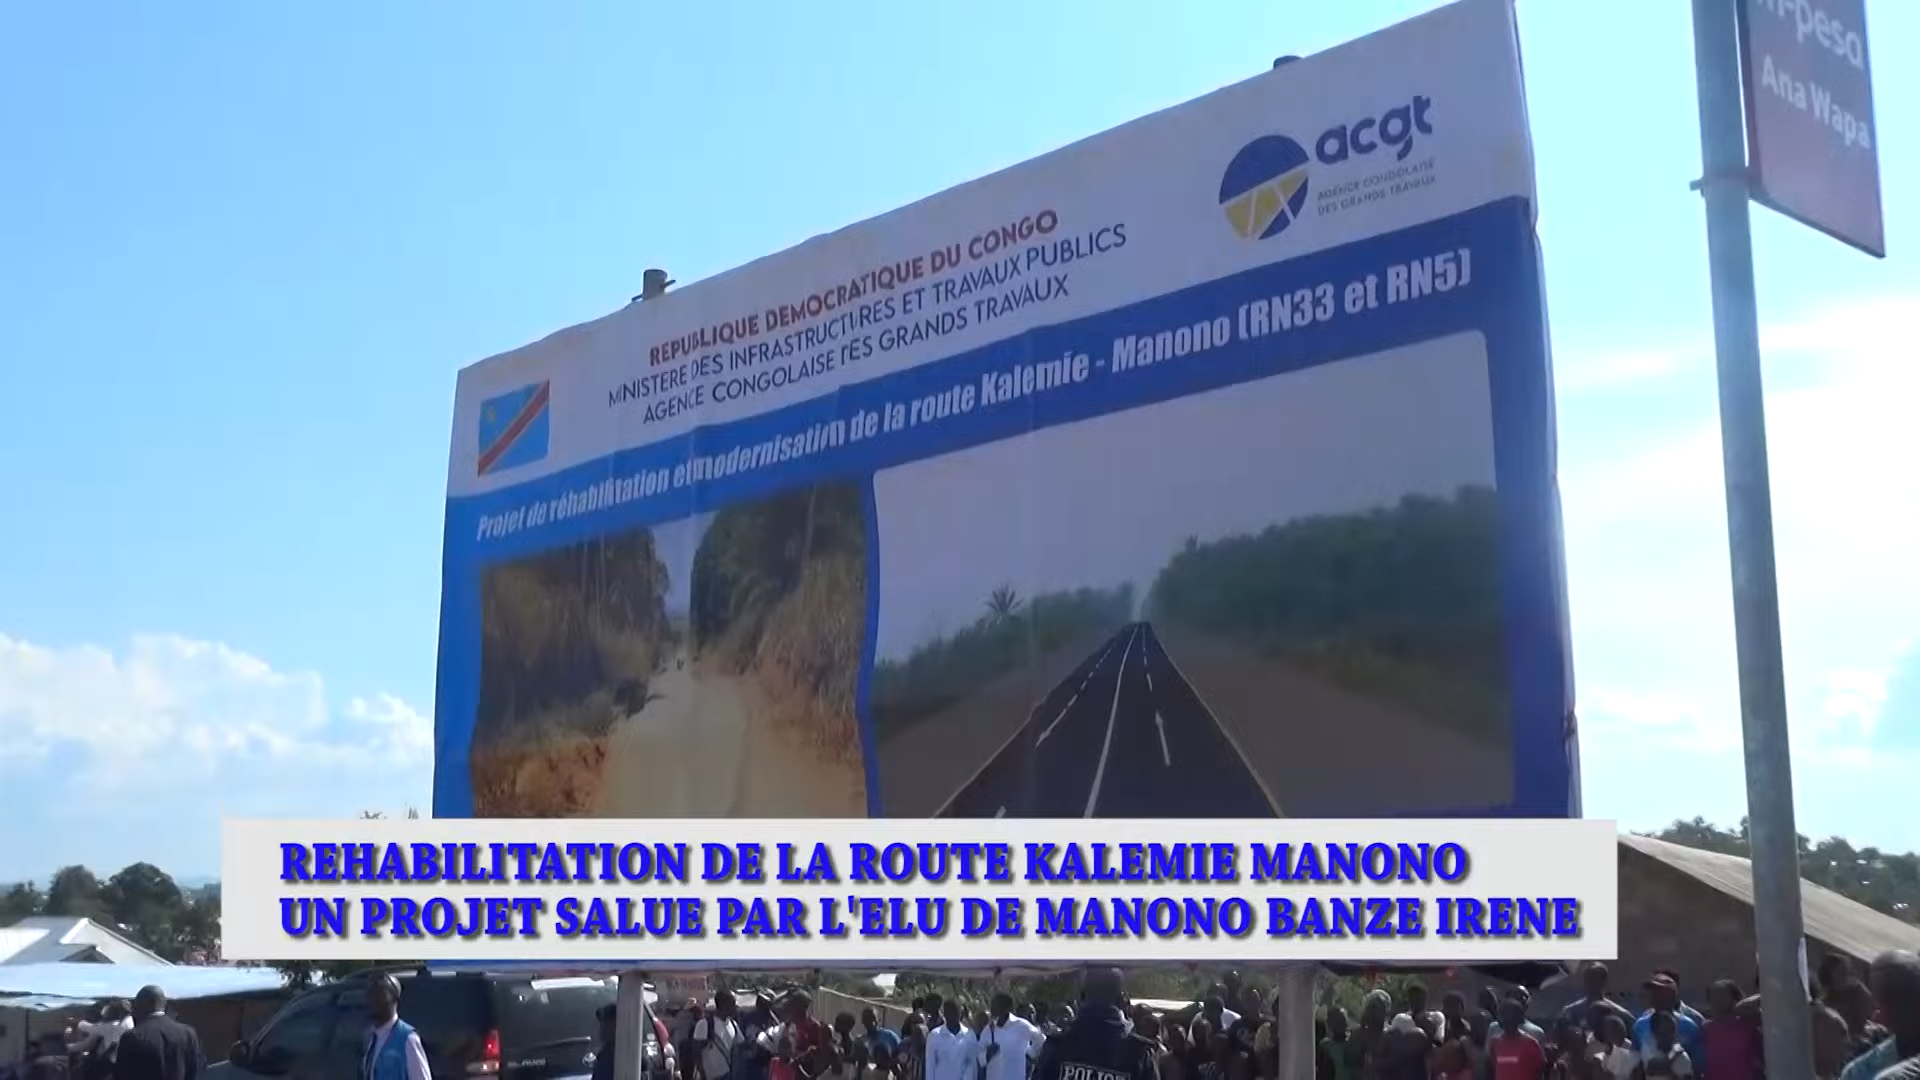 m-pesa
Ana Wapa
acgt
AGENCE CONGOLAISE
DES GRANDS TRAVAUX
REPUBLIQUE DEMOCRATIQUE DU CONGO
MINISTERE DES INFRASTRUCTURES ET TRAVAUX PUBLICS
AGENCE CONGOLAISE DES GRANDS TRAVAUX
Projet de réhabilitation et modernisation de la route Kalemie - Manono (RN33 et RN5)
REHABILITATION DE LA ROUTE KALEMIE MANONO
UN PROJET SALUE PAR L'ELU DE MANONO BANZE IRENE
POLICE